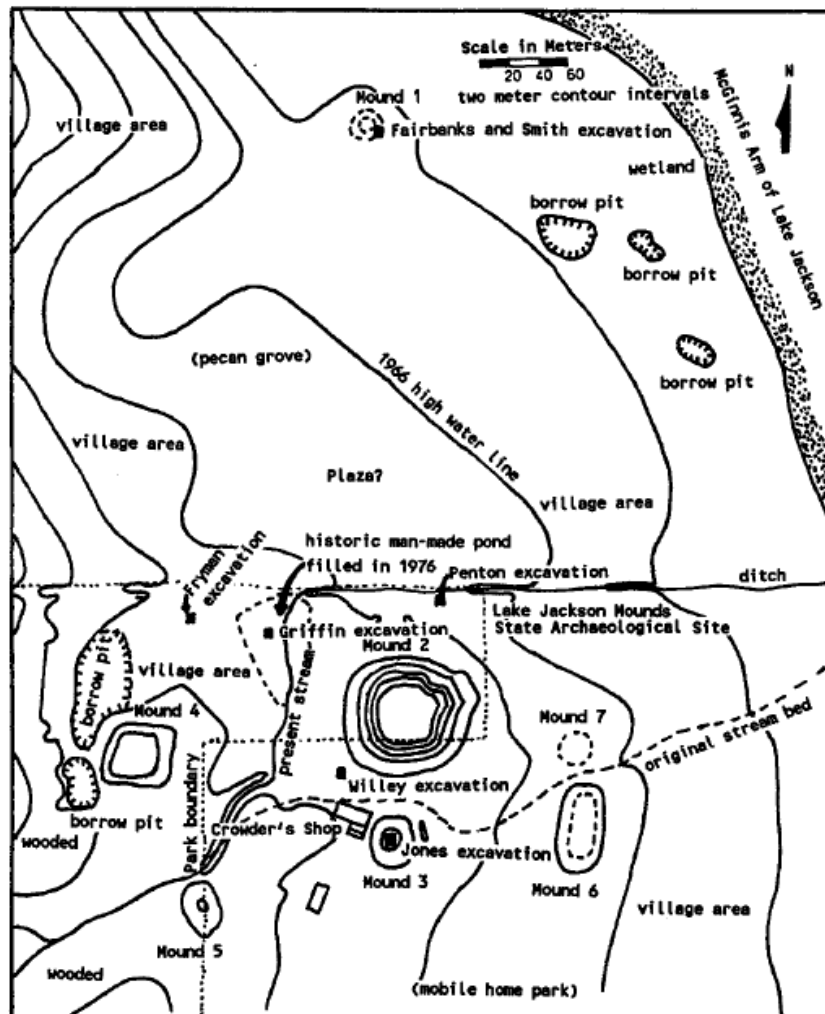 Scale in Meters
20 40 60
two meter contour intervals
N
Mound 1
Fairbanks and Smith excavation
village area
McGinnis Arm of Lake Jackson
wetland
borrow pit
borrow pit
borrow pit
(pecan grove)
1966 high water line
village area
Plaza?
village area
historic man-made pond
filled in 1976
Frymen excavation
Penton excavation
ditch
Lake Jackson Mounds
State Archaeological Site
Griffin excavation
Mound 2
borrow pit
village area
present stream
Mound 4
Mound 7
original stream bed
Willey excavation
borrow pit
Park boundary
wooded
Crowder's Shop
Jones excavation
Mound 3
Mound 6
village area
Mound 5
wooded
(mobile home park)